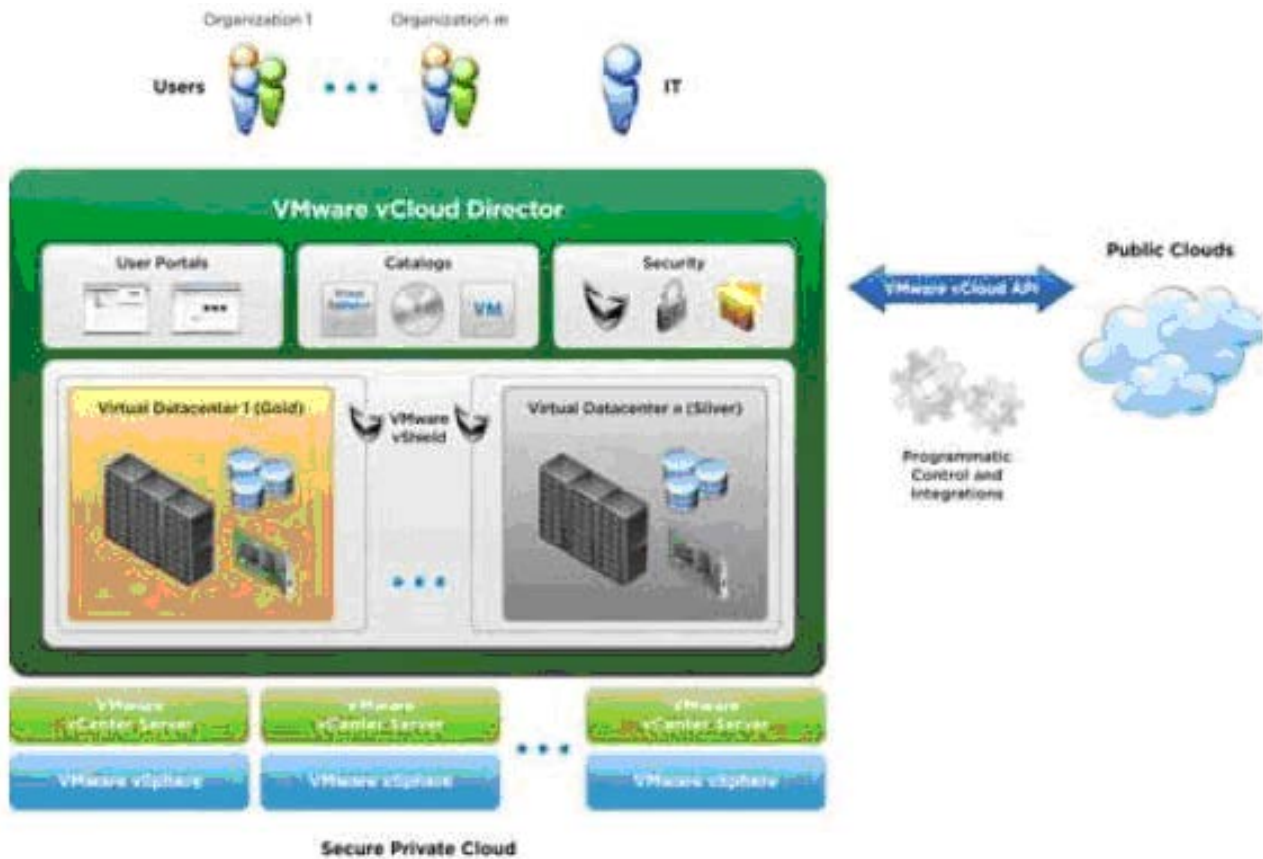 Organization 1
Organization m
Users
IT
VMware vCloud Director
User Portals
Catalogs
Security
VM
Public Clouds
VMware vCloud API
Virtual Datacenter 1 (Gold)
VMware
vShield
Virtual Datacenter n (Silver)
Programmatic
Control and
Integrations
VMware
vCenter Server
VMware
vCenter Server
VMware
vCenter Server
VMware vSphere
VMware vSphere
VMware vSphere
Secure Private Cloud